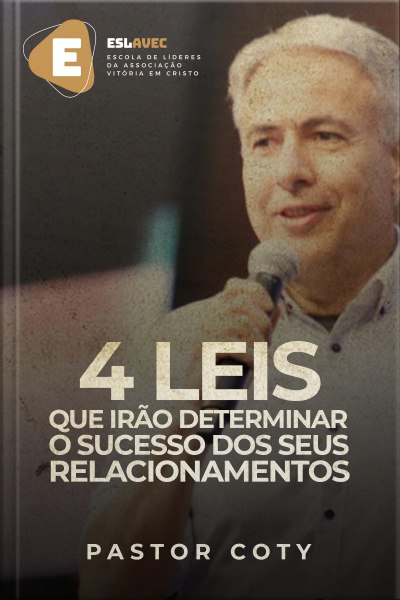 E
ESLAVEC
ESCOLA DE LÍDERES
DA ASSOCIAÇÃO
VITÓRIA EM CRISTO
4 LEIS
QUE IRÃO DETERMINAR
O SUCESSO DOS SEUS
RELACIONAMENTOS
PASTOR COTY